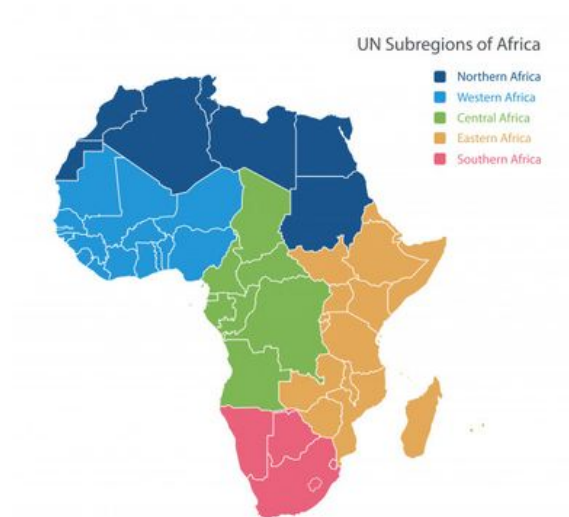 UN Subregions of Africa
Northern Africa
Western Africa
Central Africa
Eastern Africa
Southern Africa